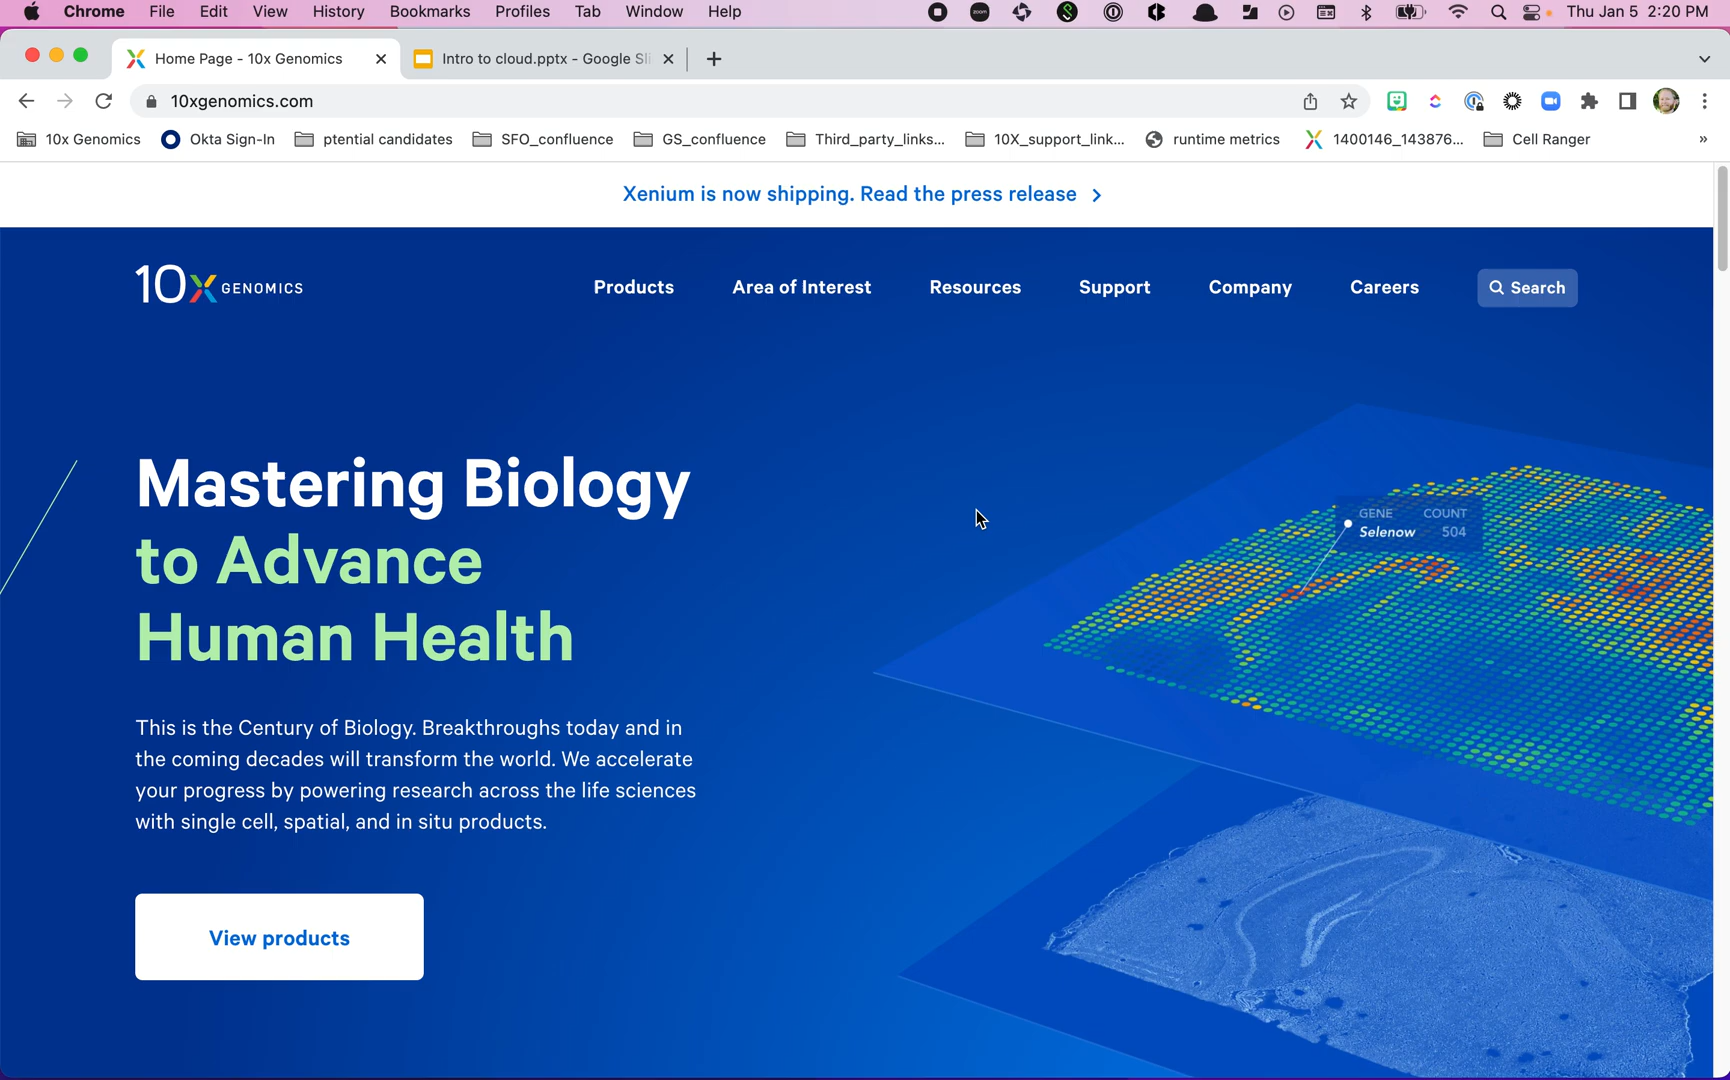 Chrome File Edit View History Bookmarks Profiles Tab Window Help zoom Thu Jan 5 2:20 PM
Home Page - 10x Genomics Intro to cloud.pptx - Google Sli
10xgenomics.com
10x Genomics Okta Sign-In ptential candidates SFO_confluence GS_confluence Third_party_links... 10X_support_link... runtime metrics 1400146_143876... Cell Ranger »
Xenium is now shipping. Read the press release
10x GENOMICS Products Area of Interest Resources Support Company Careers Search
Mastering Biology
to Advance
Human Health
GENE COUNT
Selenow 504
This is the Century of Biology. Breakthroughs today and in
the coming decades will transform the world. We accelerate
your progress by powering research across the life sciences
with single cell, spatial, and in situ products.
View products